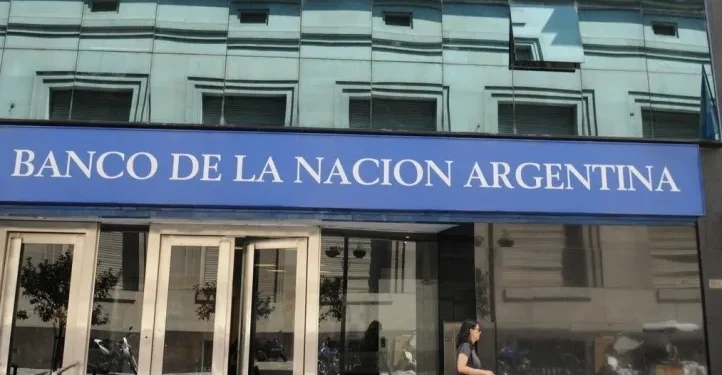 BANCO DE LA NACION ARGENTINA